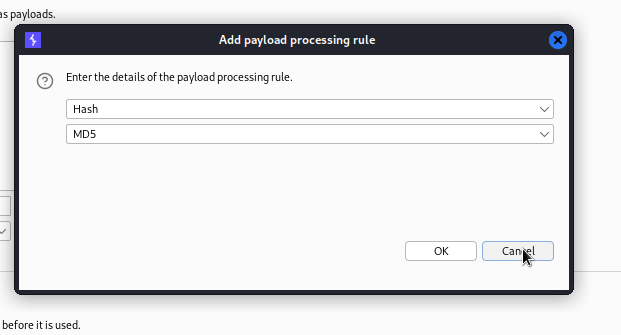 as payloads.
Add payload processing rule
Enter the details of the payload processing rule.
Hash
MD5
OK
Cancel
before it is used.